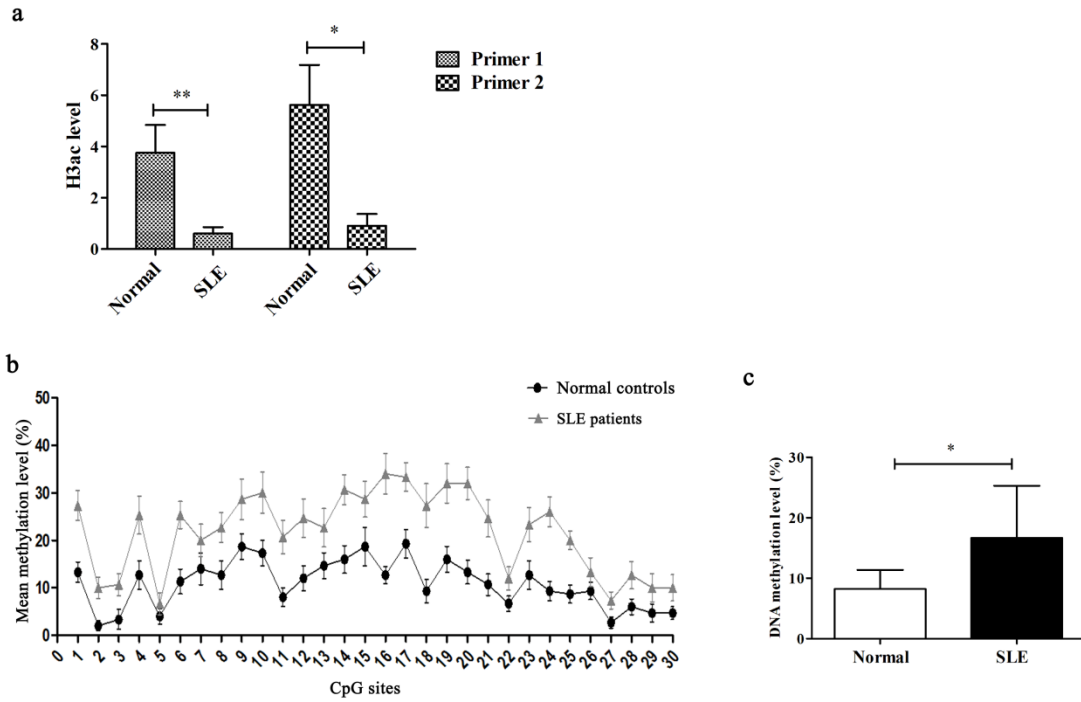 a
*
**
Primer 1
Primer 2
H3ac level
8
6
4
2
0
Normal
SLE
Normal
SLE
b
Normal controls
SLE patients
Mean methylation level (%)
50
40
30
20
10
0
0 1 2 3 4 5 6 7 8 9 10 11 12 13 14 15 16 17 18 19 20 21 22 23 24 25 26 27 28 29 30
CpG sites
c
*
DNA methylation level (%)
30
20
10
0
Normal SLE